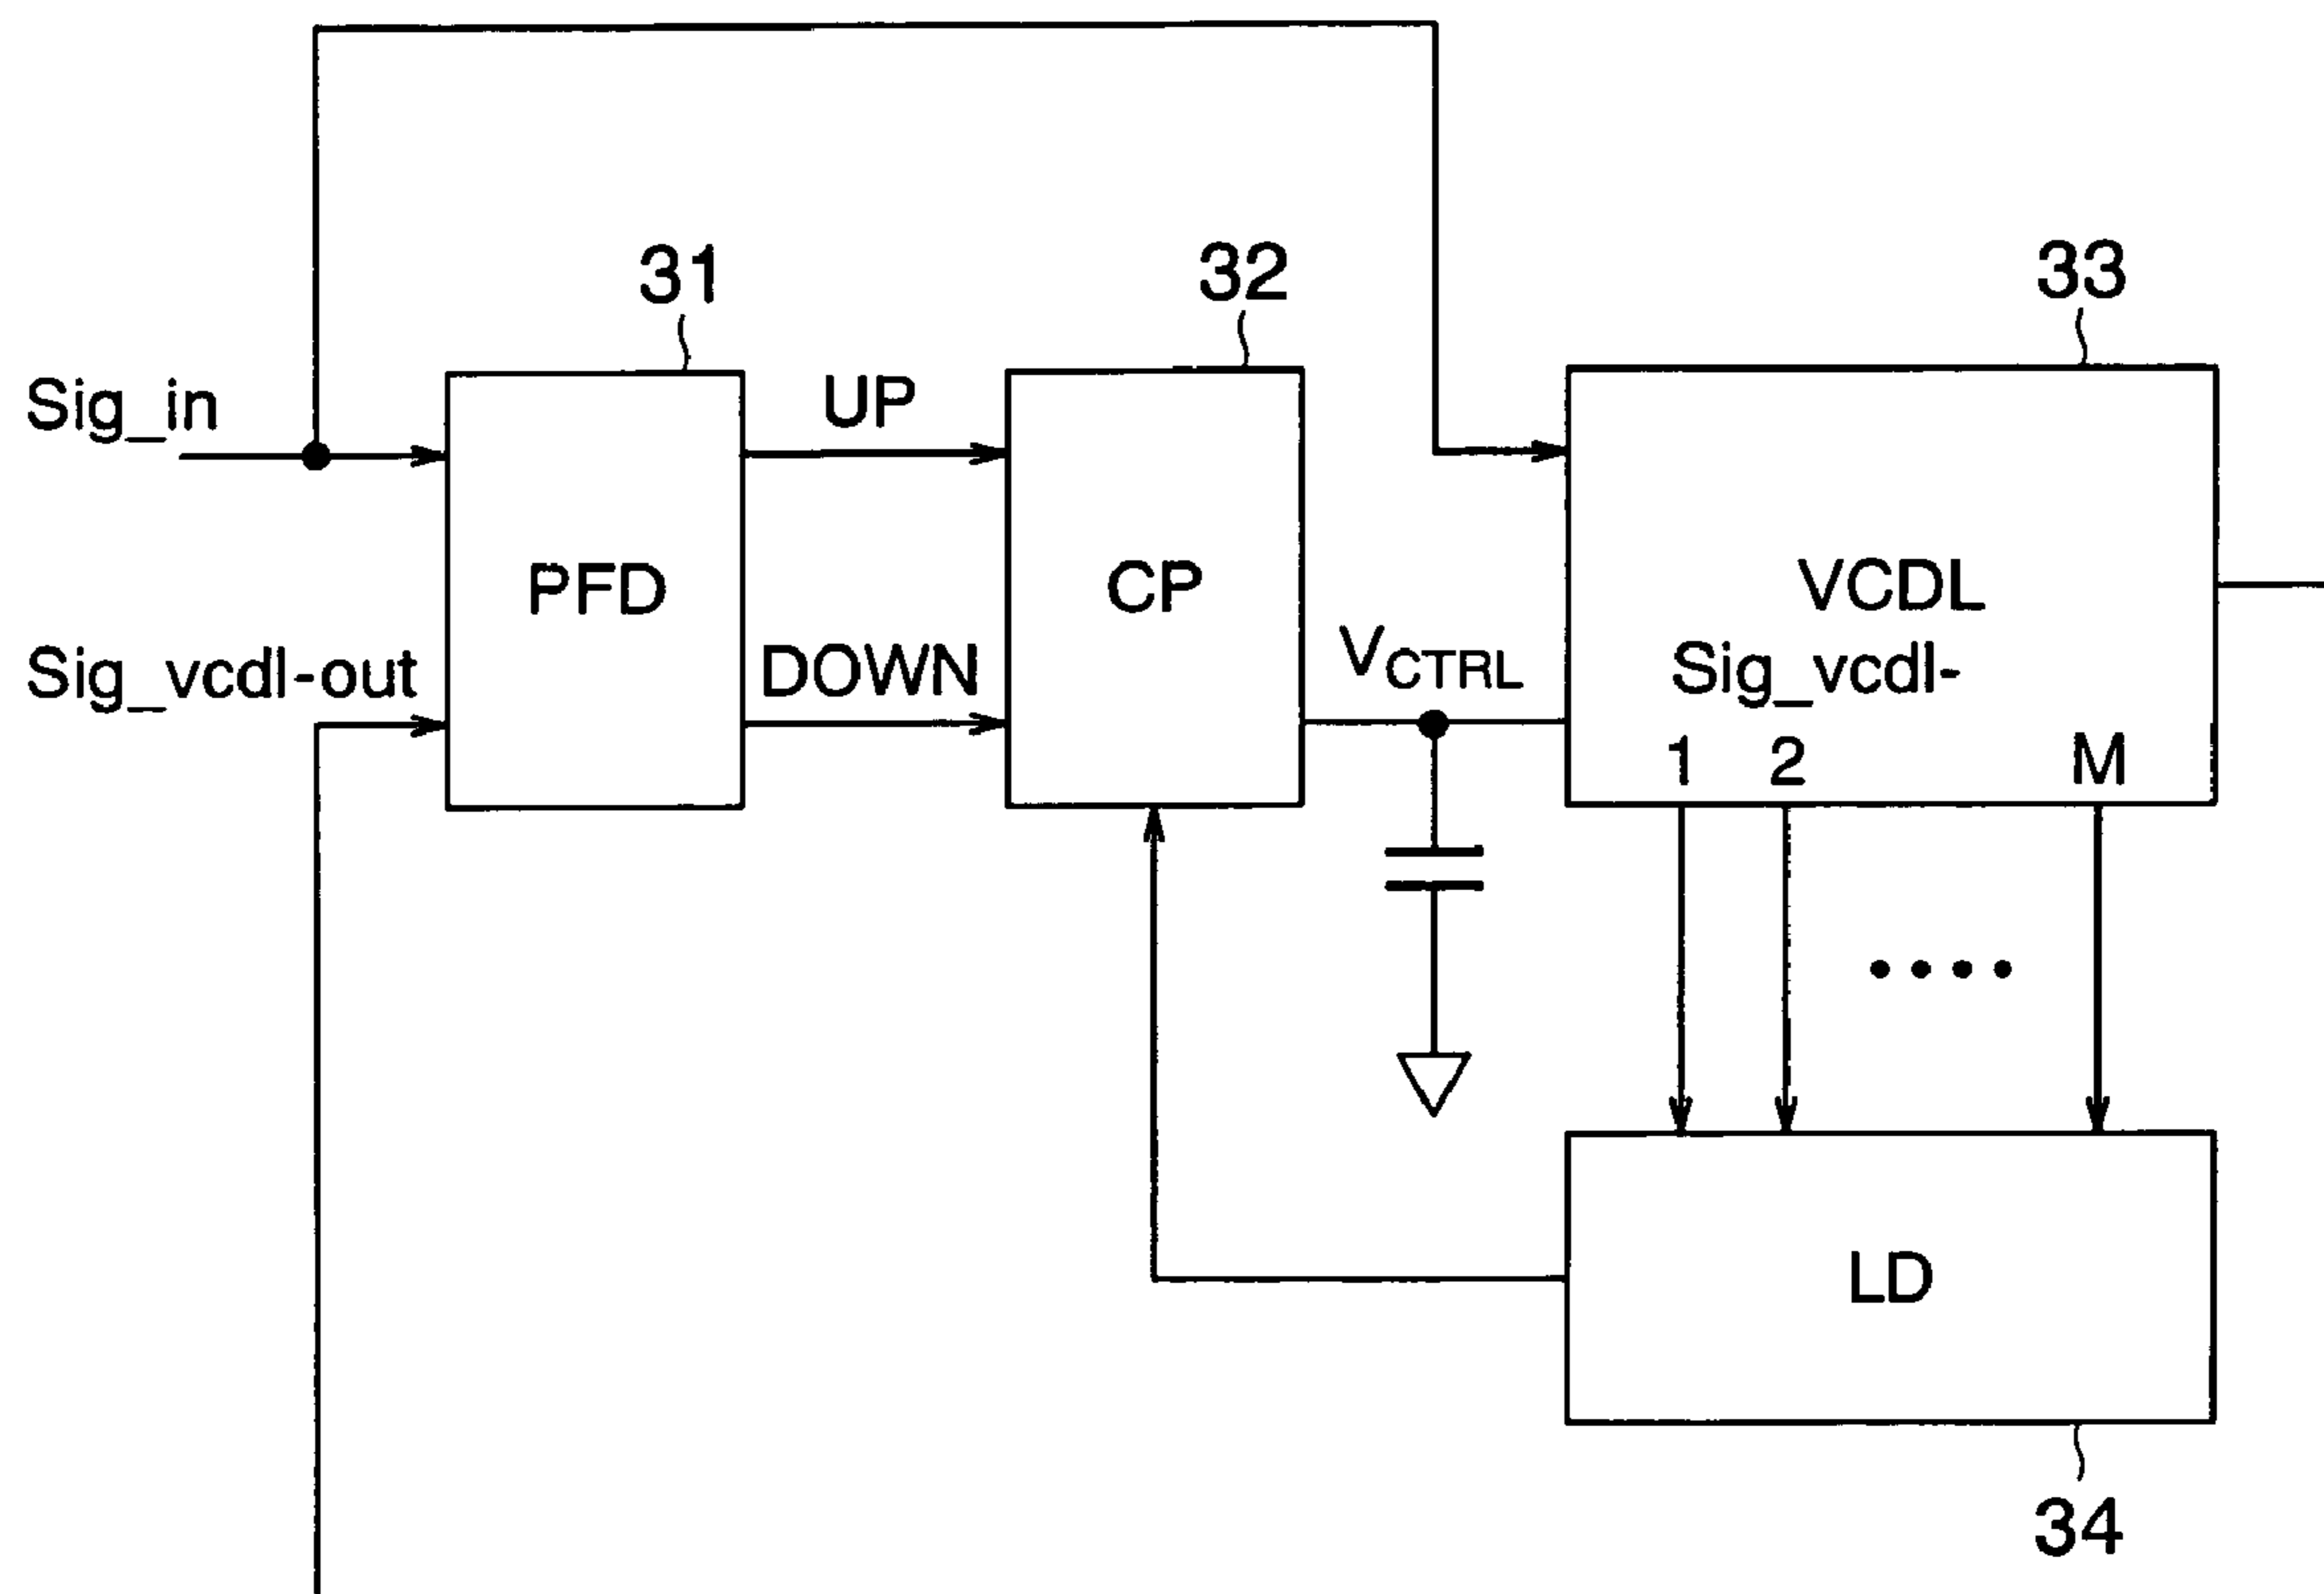 31
32
33
Sig_in
UP
PFD
CP
VCDL
Sig_vcdl-out
DOWN
VCTRL
Sig_vcdl-
1 2 M
LD
34